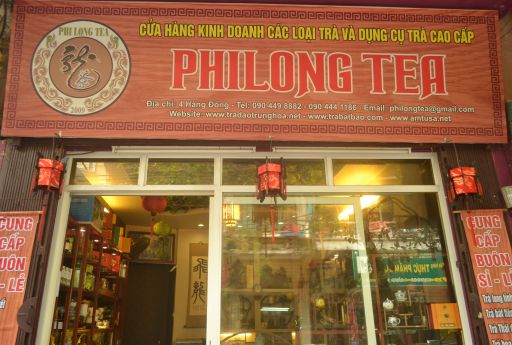 PHI LONG TEA
2009
CỬA HÀNG KINH DOANH CÁC LOẠI TRÀ VÀ DỤNG CỤ TRÀ CAO CẤP
PHILONG TEA
Địa chỉ: 4 Hàng Đồng - Tel: 090 449 8882 - 090 444 1186 - Email: philongtea@gmail.com
Website: www.tradaotrunghoa.net - www.trabatbao.com - www.amtusa.net
CUNG
CẤP
BUÔN
- LẺ
THỰC PHẨM
CUNG
CẤP
BUÔN
SỈ - LẺ